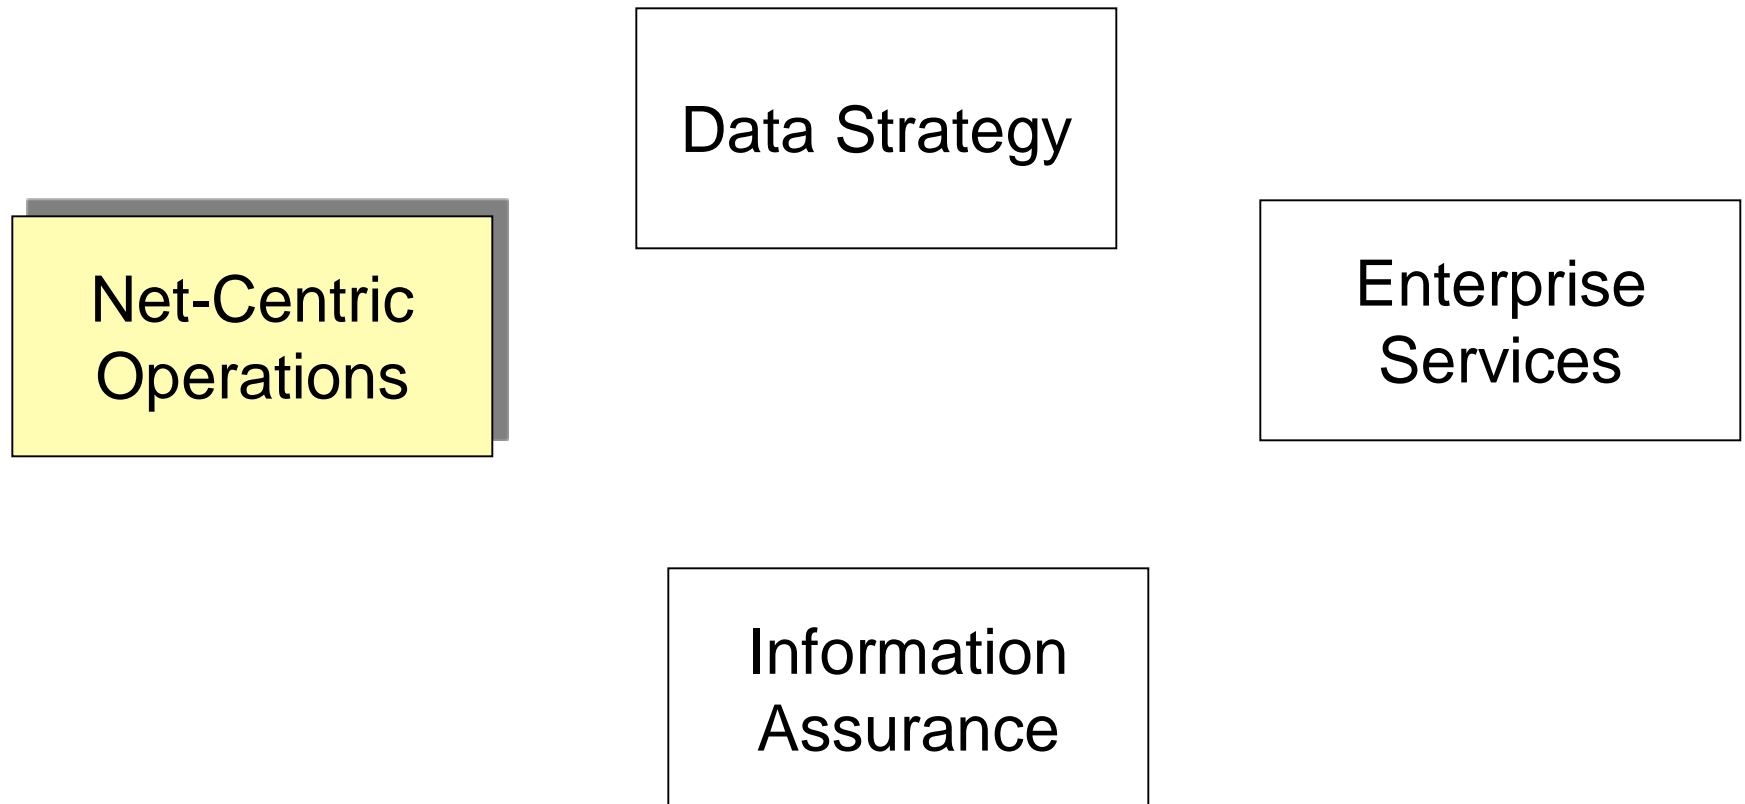 Data Strategy
Net-Centric
Operations
Enterprise
Services
Information
Assurance